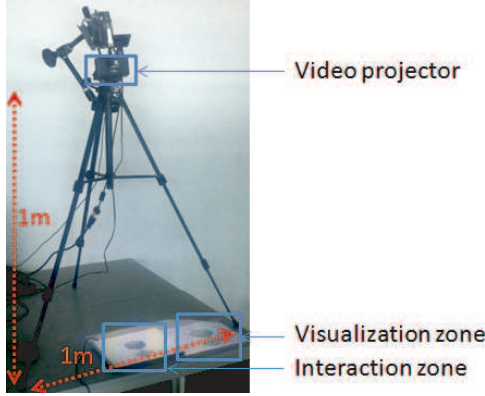 Video projector
1m
1m
Visualization zone
Interaction zone